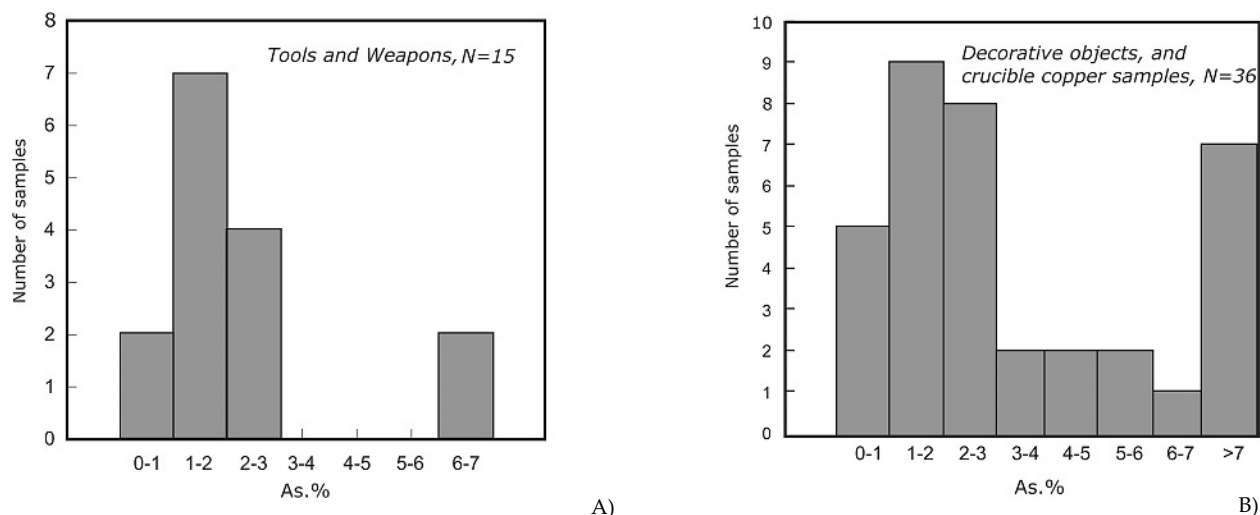 8
7
6
5
4
3
2
1
0
Number of samples
Tools and Weapons, N=15
0-1 1-2 2-3 3-4 4-5 5-6 6-7
As.%
A)
10
9
8
7
6
5
4
3
2
1
0
Number of samples
Decorative objects, and
crucible copper samples, N=36
0-1 1-2 2-3 3-4 4-5 5-6 6-7 >7
As.%
B)